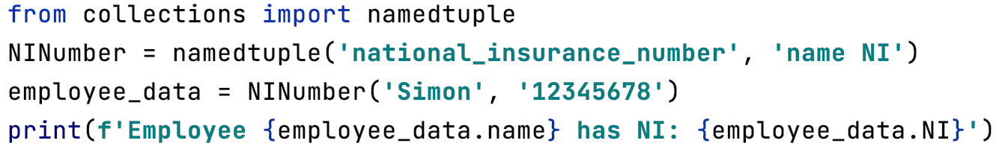 from collections import namedtuple
NINumber = namedtuple('national_insurance_number', 'name NI')
employee_data = NINumber('Simon', '12345678')
print(f'Employee {employee_data.name} has NI: {employee_data.NI}')